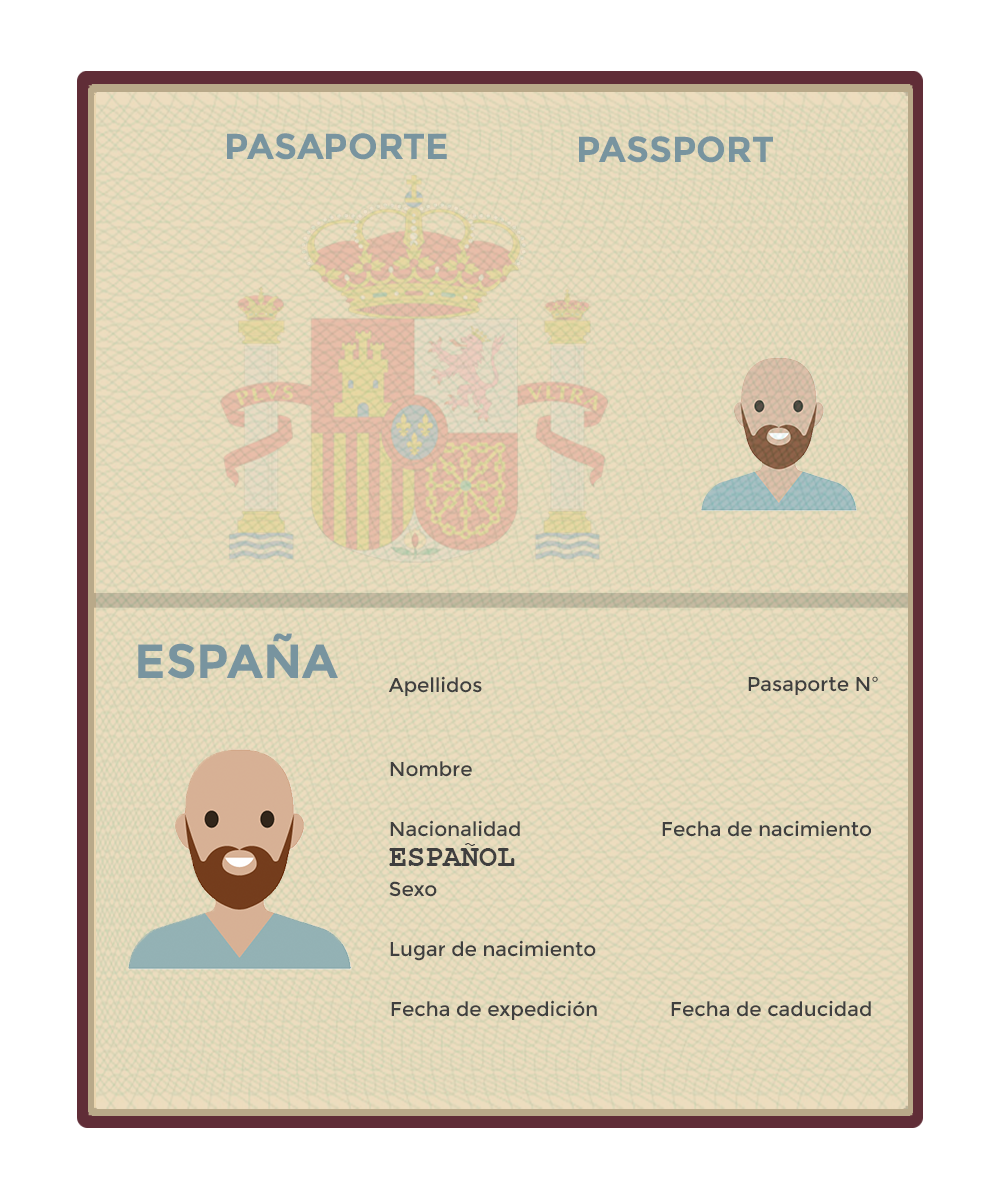 PASAPORTE PASSPORT
PLVS VLTRA
ESPAÑA
Apellidos Pasaporte N°
Nombre
Nacionalidad Fecha de nacimiento
ESPAÑOL
Sexo
Lugar de nacimiento
Fecha de expedición Fecha de caducidad